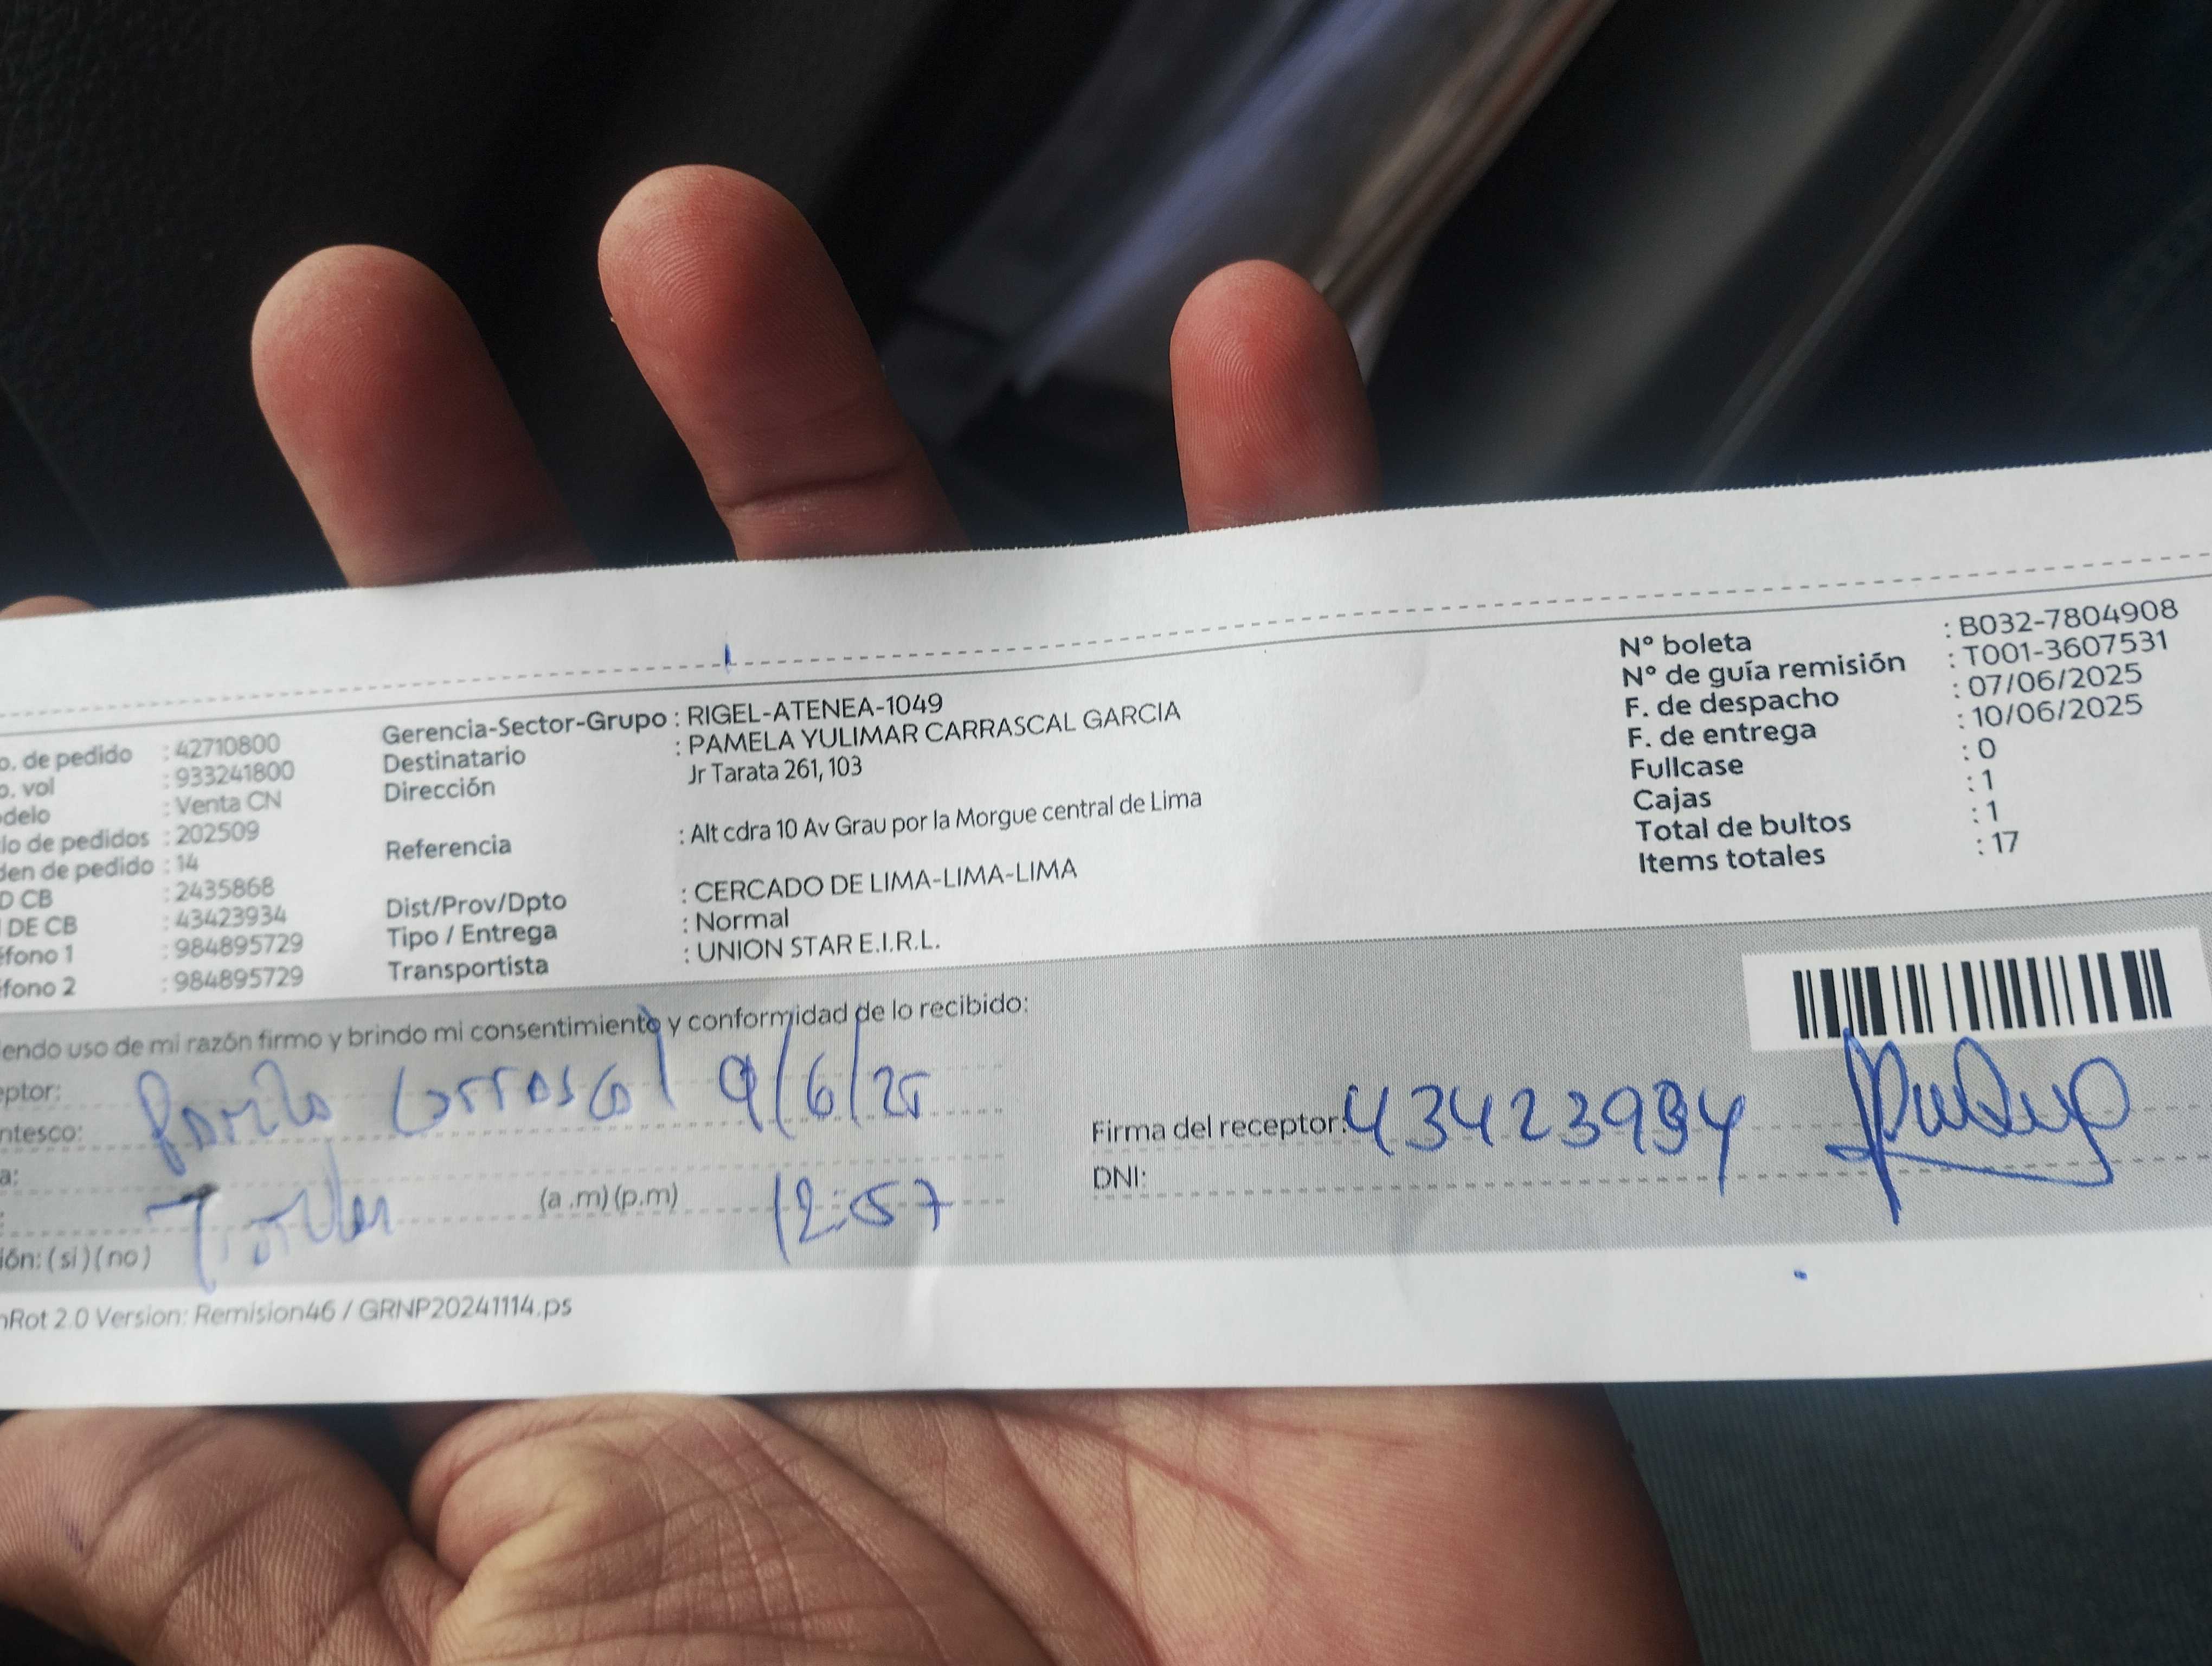 o. de pedido : 42710800
o. vol : 933241800
delo : Venta CN
io de pedidos : 202509
den de pedido : 14
D CB : 2435868
DE CB : 43423934
éfono 1 : 984895729
fono 2 : 984895729
Gerencia-Sector-Grupo : RIGEL-ATENEA-1049
Destinatario : PAMELA YULIMAR CARRASCAL GARCIA
Dirección Jr Tarata 261, 103
Referencia : Alt cdra 10 Av Grau por la Morgue central de Lima
Dist/Prov/Dpto : CERCADO DE LIMA-LIMA-LIMA
Tipo / Entrega : Normal
Transportista : UNION STAR E.I.R.L.
N° boleta : B032-7804908
N° de guía remisión : T001-3607531
F. de despacho : 07/06/2025
F. de entrega : 10/06/2025
Fullcase : 0
Cajas : 1
Total de bultos : 1
Items totales : 17
endo uso de mi razón firmo y brindo mi consentimiento y conformidad de lo recibido:
eptor: Carrascal 9/6/25
ntesco:
a:
: (a.m)(p.m) 12:57
ión: (si)(no)
Firma del receptor: 43423934
DNI:
nRot 2.0 Version: Remision46 / GRNP20241114.ps